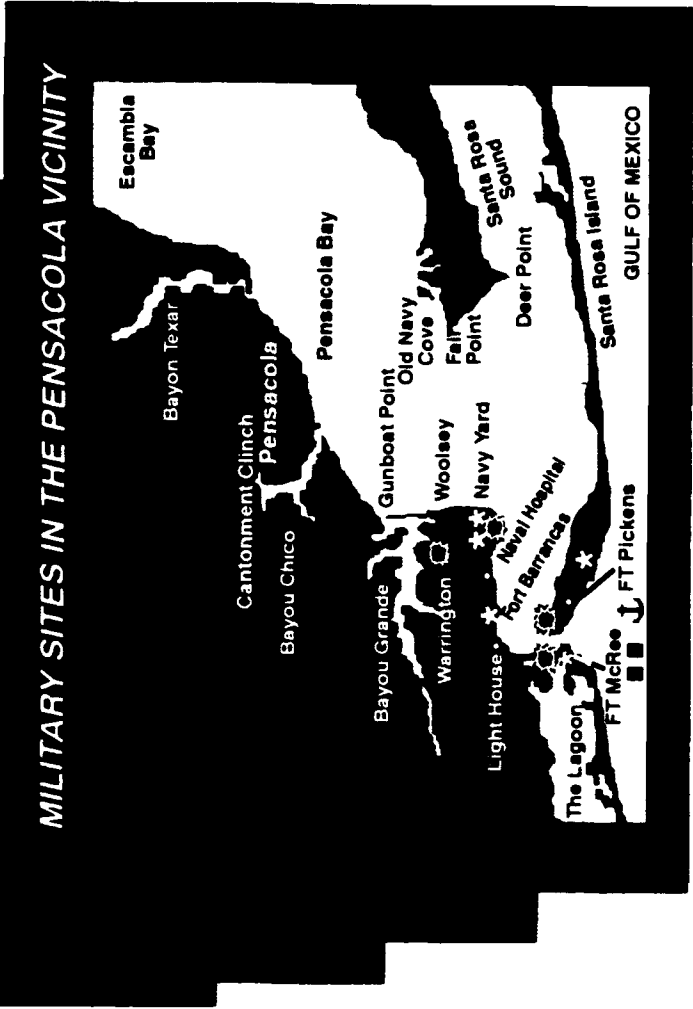 MILITARY SITES IN THE PENSACOLA VICINITY
Escambia
Bay
Bayon Texar
Pensacola Bay
Cantonment Clinch
Pensacola
Bayou Chico
Santa Rosa
Sound
Gunboat Point
Old Navy
Cove
Fair
Point
Deer Point
Bayou Grande
Woolsey
Warrington
Navy Yard
Naval Hospital
Fort Barrancas
Light House
Santa Rosa Island
GULF OF MEXICO
The Lagoon
FT McRee
FT Pickens